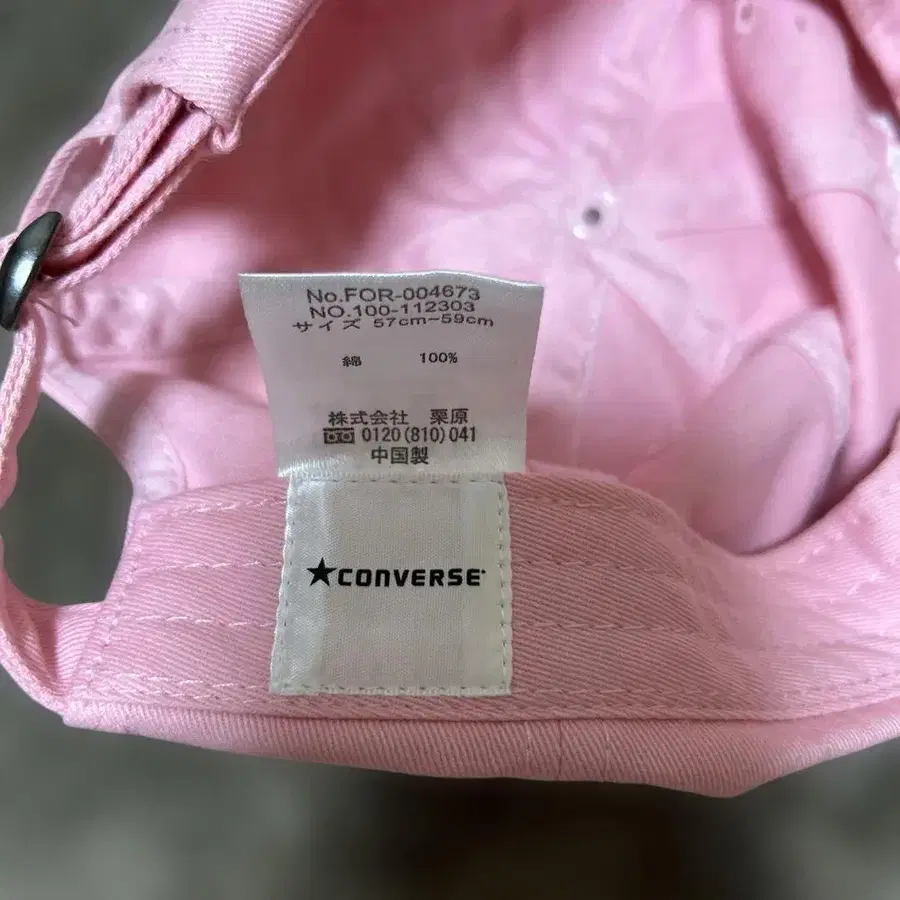 No.FOR-004673
NO.100-112303
サイズ 57cm-59cm
綿 100%
株式会社 栗原
0120(810)041
中国製
★CONVERSE